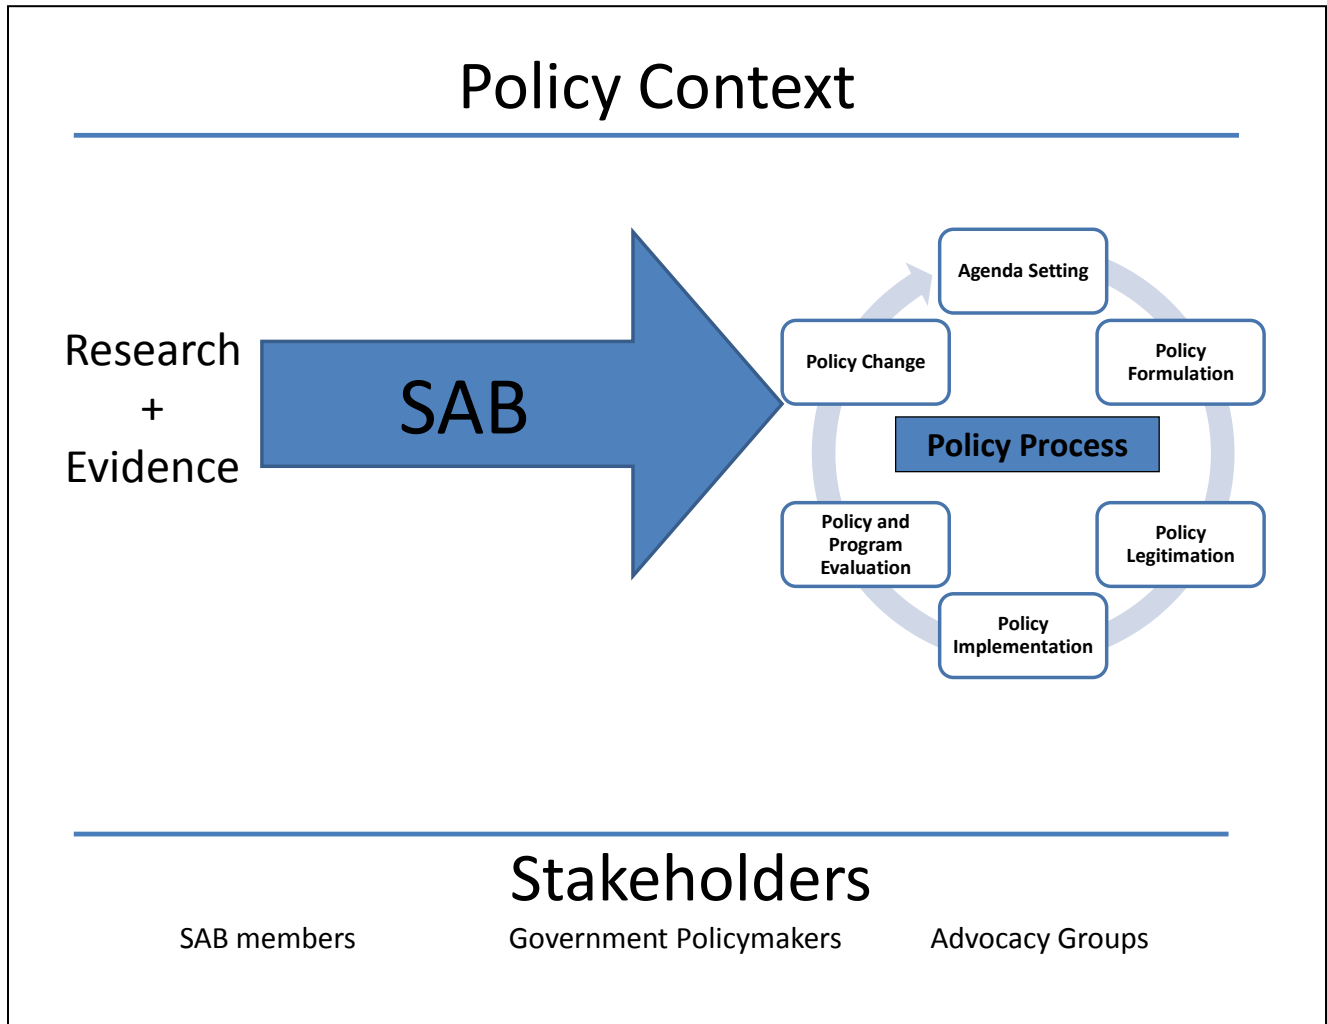 Policy Context
Research
+
Evidence
SAB
Agenda Setting
Policy
Formulation
Policy
Legitimation
Policy
Implementation
Policy and
Program
Evaluation
Policy Change
Policy Process
Stakeholders
SAB members
Government Policymakers
Advocacy Groups